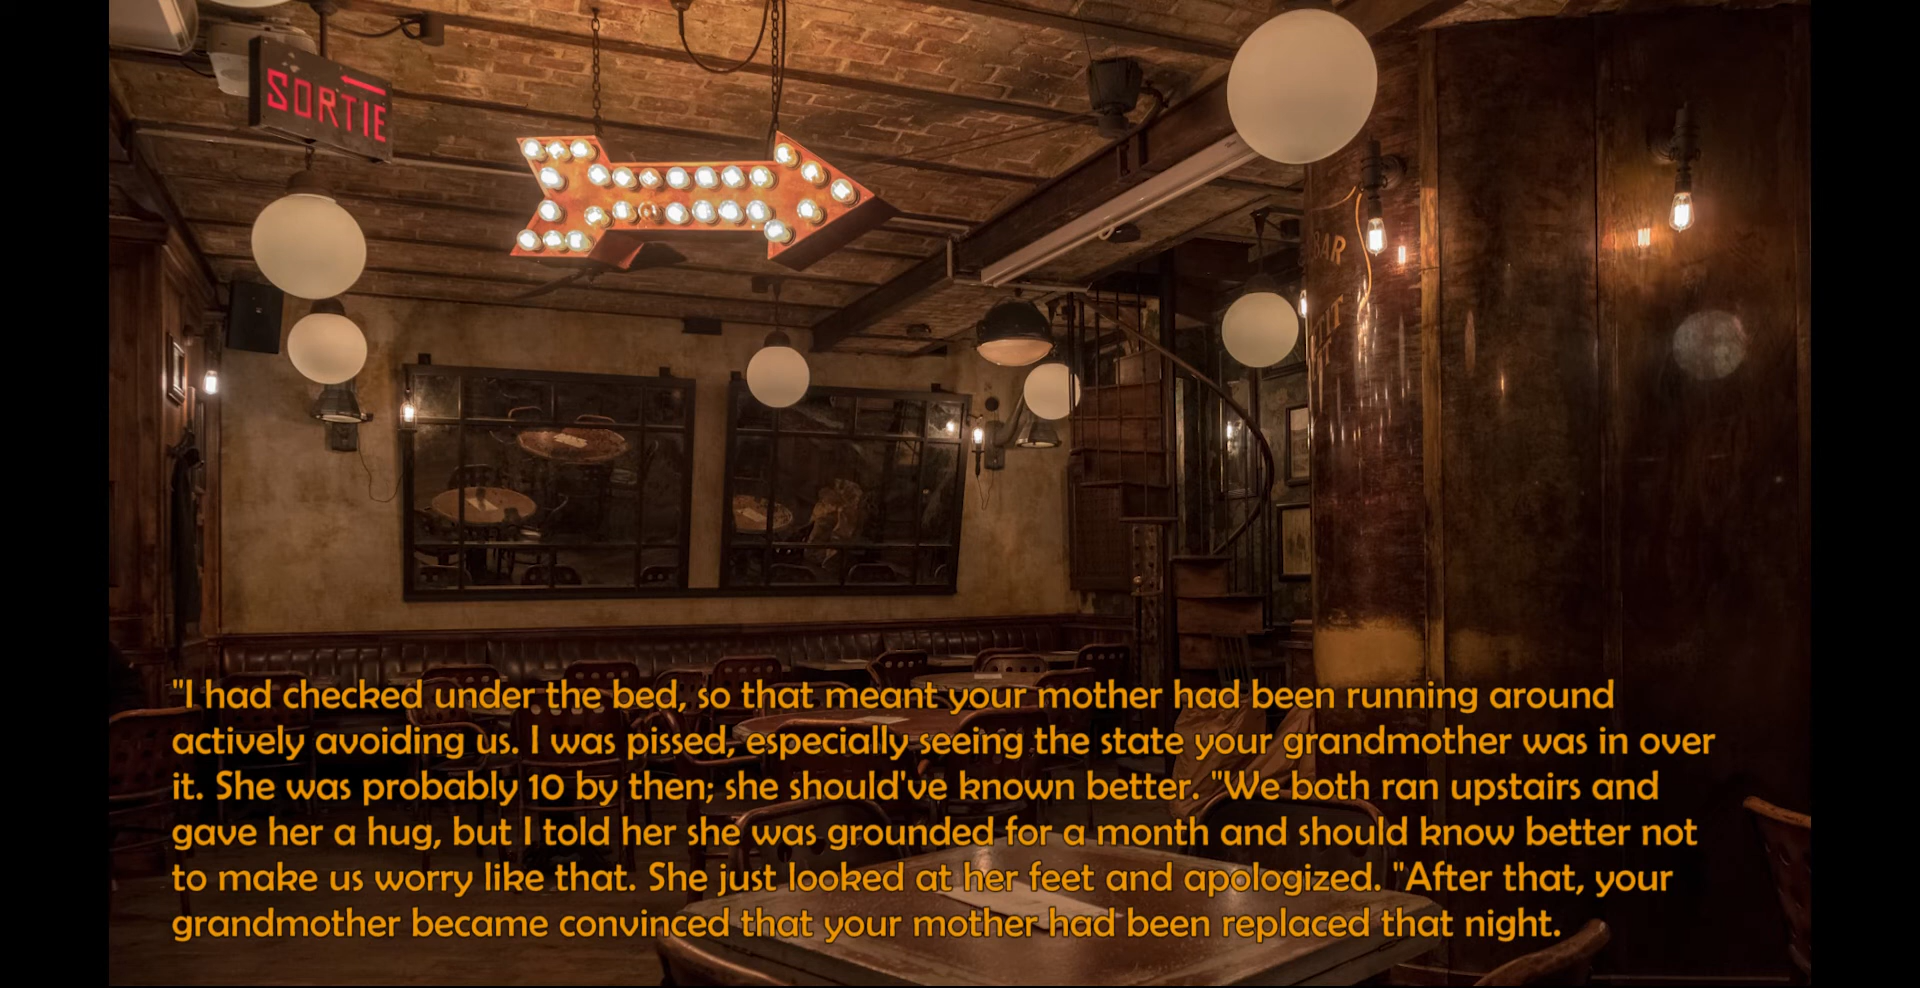 SORTIE
BAR
"I had checked under the bed, so that meant your mother had been running around
actively avoiding us. I was pissed, especially seeing the state your grandmother was in over
it. She was probably 10 by then; she should've known better. "We both ran upstairs and
gave her a hug, but I told her she was grounded for a month and should know better not
to make us worry like that. She just looked at her feet and apologized. "After that, your
grandmother became convinced that your mother had been replaced that night.